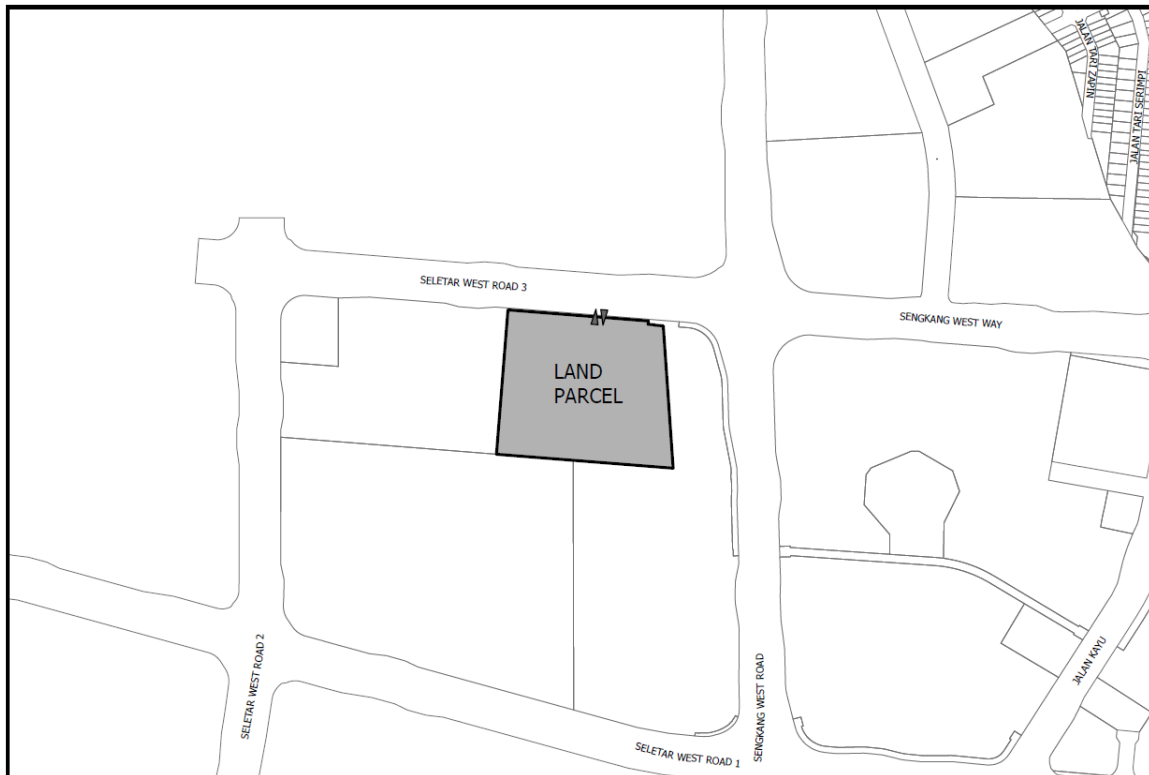 JALAN TARI ZAPIN
JALAN TARI SERIMPI
SELETAR WEST ROAD 3
SENGKANG WEST WAY
LAND
PARCEL
SELETAR WEST ROAD 2
SENGKANG WEST ROAD
JALAN KAYU
SELETAR WEST ROAD 1